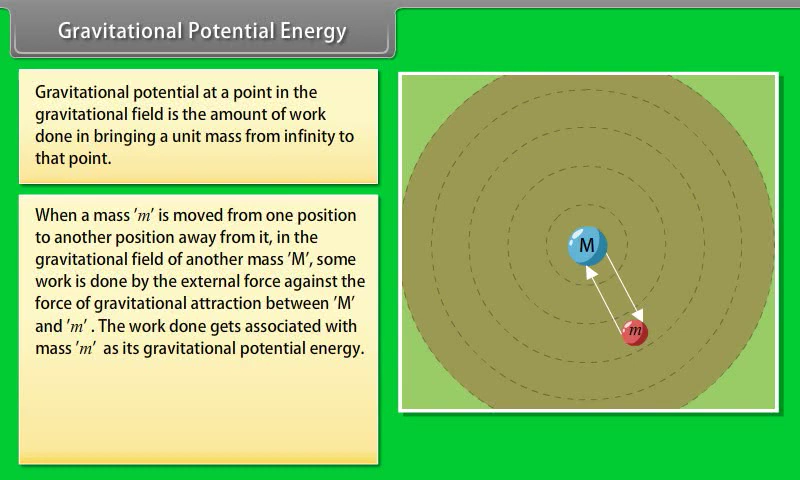 Gravitational Potential Energy
Gravitational potential at a point in the
gravitational field is the amount of work
done in bringing a unit mass from infinity to
that point.
When a mass 'm' is moved from one position
to another position away from it, in the
gravitational field of another mass 'M', some
work is done by the external force against the
force of gravitational attraction between 'M'
and 'm' . The work done gets associated with
mass 'm' as its gravitational potential energy.
M
m